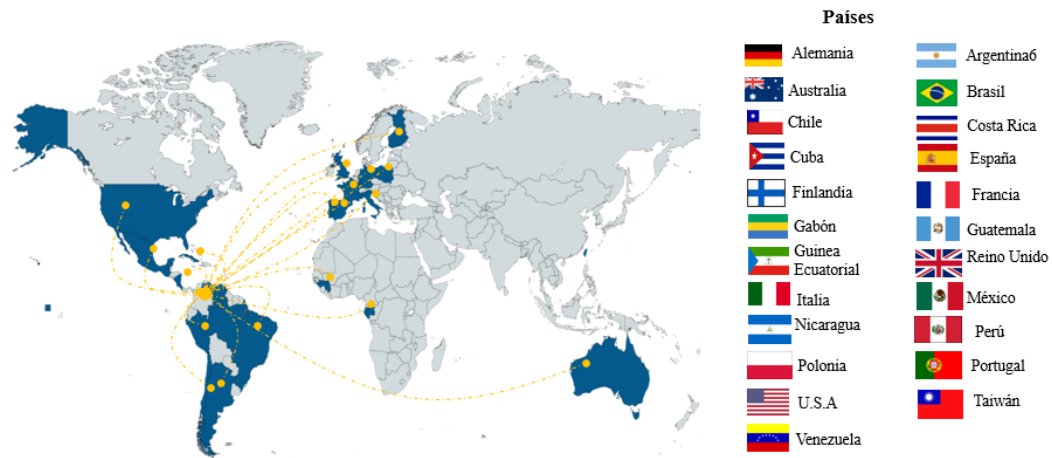 Países
Alemania
Argentina6
Australia
Brasil
Chile
Costa Rica
Cuba
España
Finlandia
Francia
Gabón
Guatemala
Guinea
Ecuatorial
Reino Unido
Italia
México
Nicaragua
Perú
Polonia
Portugal
U.S.A
Taiwán
Venezuela